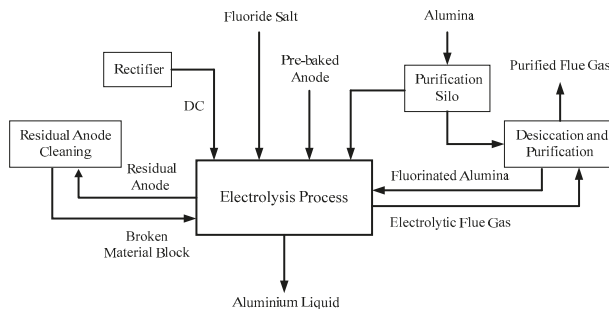 Fluoride Salt
Alumina
Pre-baked
Anode
Purified Flue Gas
Rectifier
Purification
Silo
DC
Residual Anode
Cleaning
Desiccation and
Purification
Residual
Anode
Electrolysis Process
Fluorinated Alumina
Electrolytic Flue Gas
Broken
Material Block
Aluminium Liquid